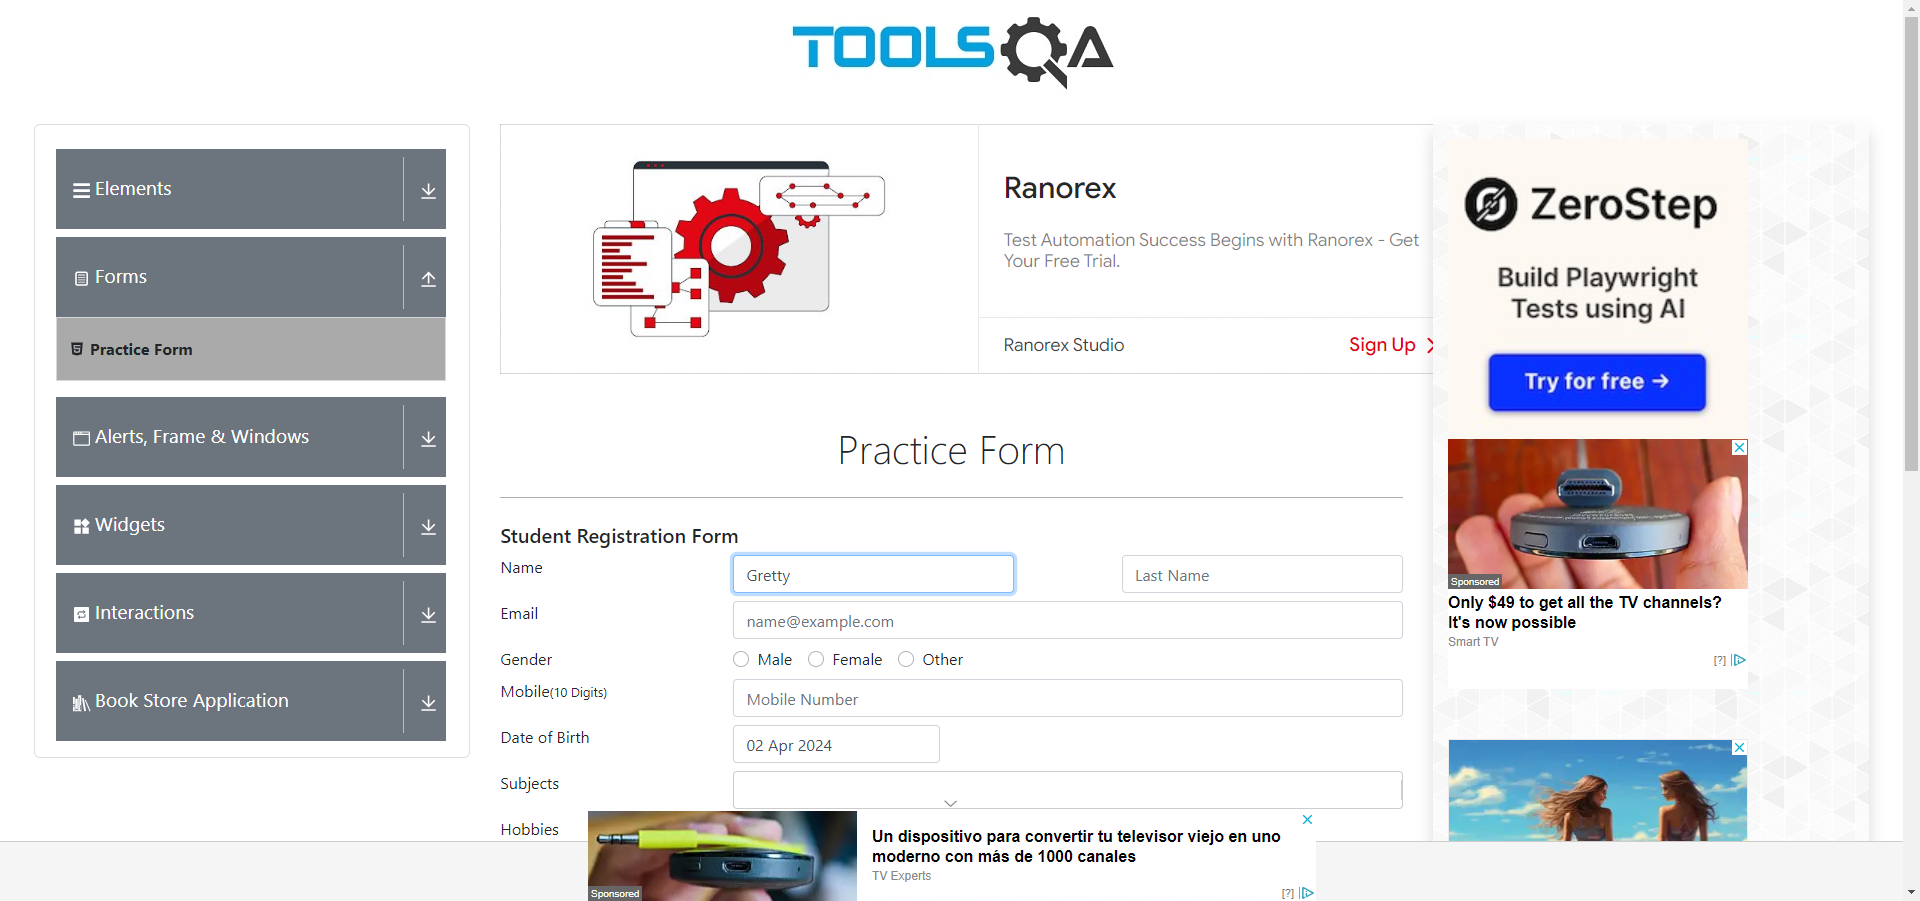 TOOLSQA
Elements
Forms
Practice Form
Alerts, Frame & Windows
Widgets
Interactions
Book Store Application
Ranorex
Test Automation Success Begins with Ranorex - Get
Your Free Trial.
Ranorex Studio
Sign Up
Practice Form
Student Registration Form
Name
Gretty
Last Name
Email
name@example.com
Gender
Male
Female
Other
Mobile(10 Digits)
Mobile Number
Date of Birth
02 Apr 2024
Subjects
Hobbies
ZeroStep
Build Playwright
Tests using AI
Try for free →
Sponsored
Only $49 to get all the TV channels?
It's now possible
Smart TV
[?]
Sponsored
Un dispositivo para convertir tu televisor viejo en uno
moderno con más de 1000 canales
TV Experts
[?]